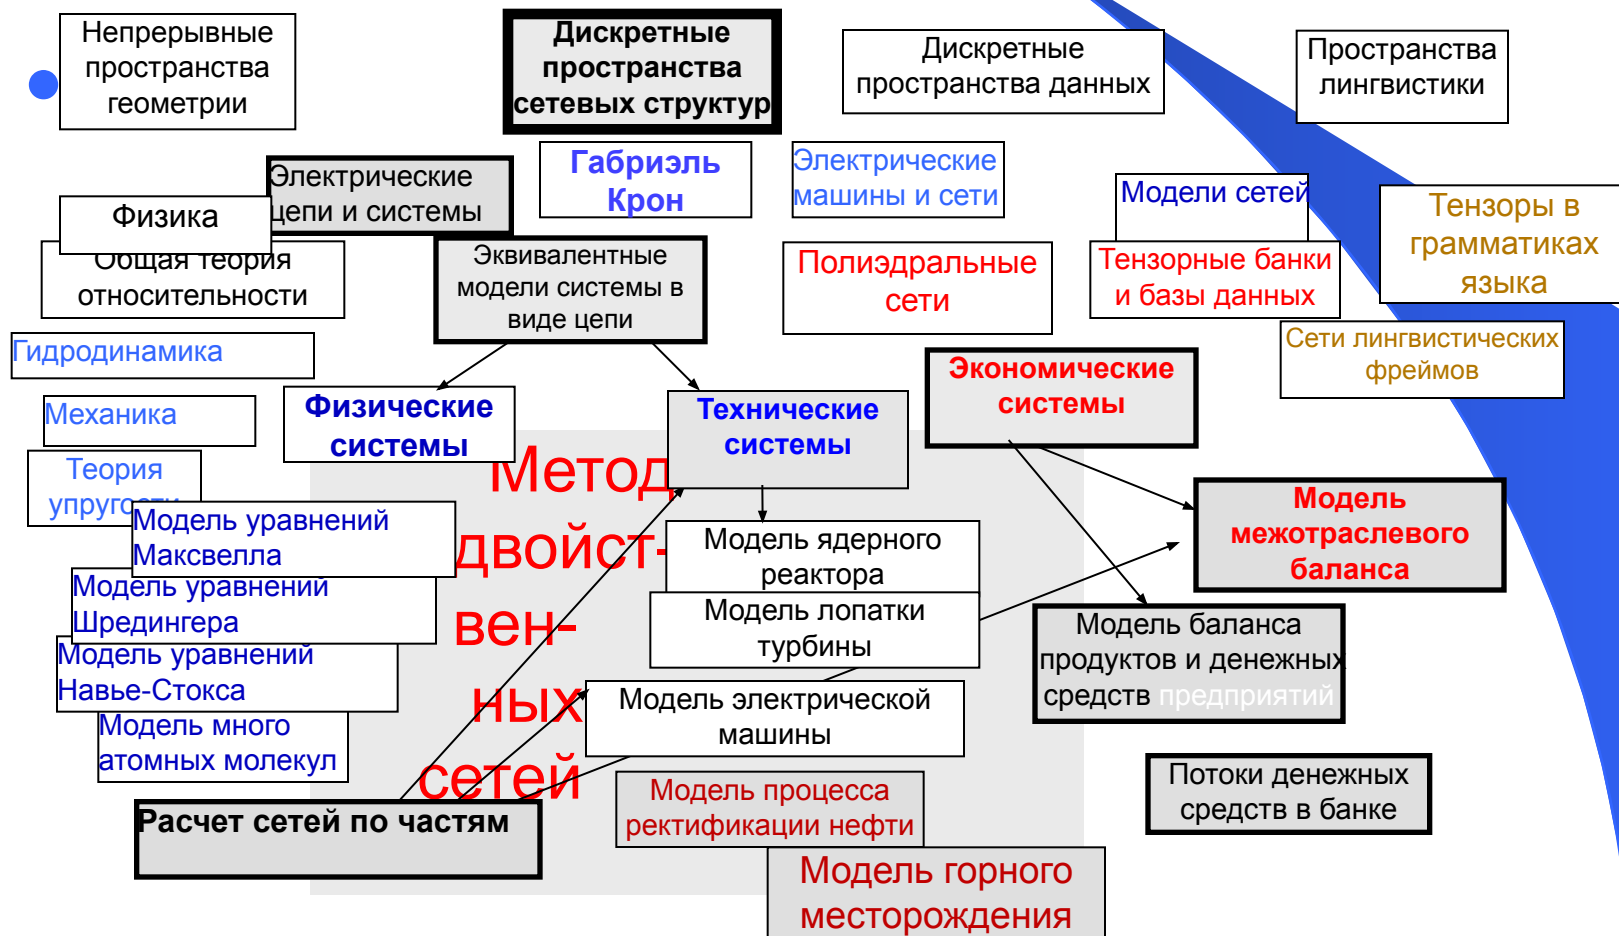 Непрерывные
пространства
геометрии
Дискретные
пространства
сетевых структур
Дискретные
пространства данных
Пространства
лингвистики
Электрические
цепи и системы
Габриэль
Крон
Электрические
машины и сети
Модели сетей
Тензоры в
грамматиках
языка
Физика
Общая теория
относительности
Эквивалентные
модели системы в
виде цепи
Полиэдральные
сети
Тензорные банки
и базы данных
Гидродинамика
Сети лингвистических
фреймов
Механика
Физические
системы
Технические
системы
Экономические
системы
Теория
упругости
Метод
двойст-
вен-
ных
сетей
Модель уравнений
Максвелла
Модель уравнений
Шредингера
Модель уравнений
Навье-Стокса
Модель много
атомных молекул
Модель ядерного
реактора
Модель лопатки
турбины
Модель электрической
машины
Модель
межотраслевого
баланса
Модель баланса
продуктов и денежных
средств предприятий
Потоки денежных
средств в банке
Расчет сетей по частям
Модель процесса
ректификации нефти
Модель горного
месторождения